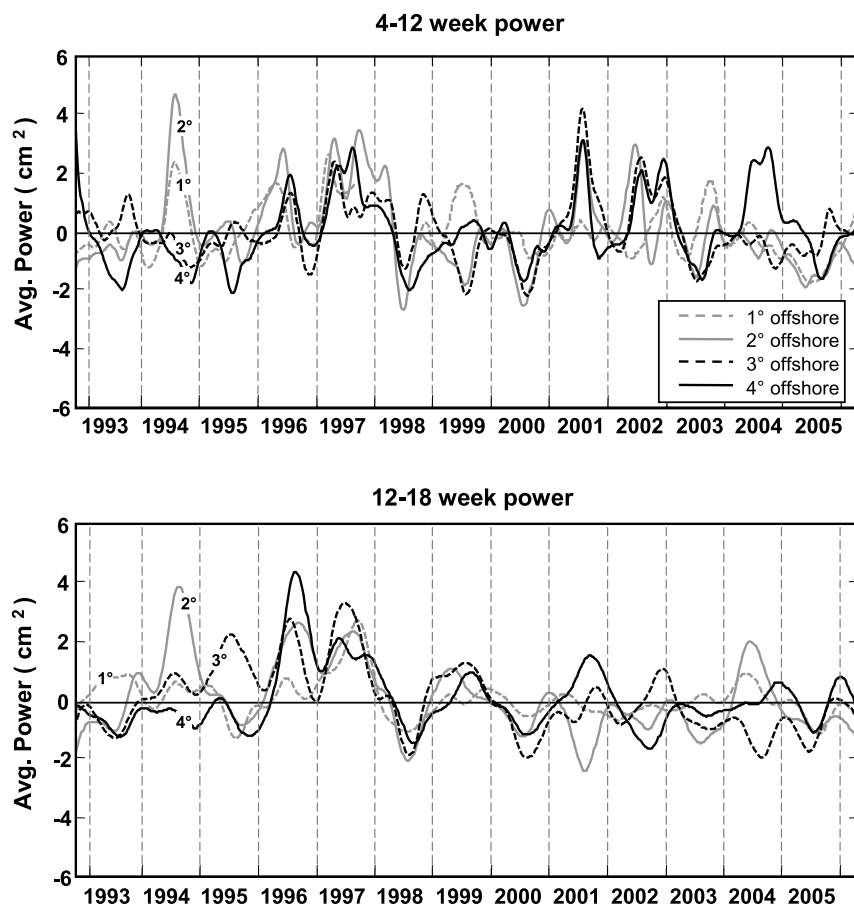 4-12 week power
6
4
2
0
-2
-4
-6
Avg. Power ( cm 2 )
2°
1°
3°
4°
1° offshore
2° offshore
3° offshore
4° offshore
1993 1994 1995 1996 1997 1998 1999 2000 2001 2002 2003 2004 2005
12-18 week power
6
4
2
0
-2
-4
-6
Avg. Power ( cm 2 )
2°
1°
3°
4°
1993 1994 1995 1996 1997 1998 1999 2000 2001 2002 2003 2004 2005